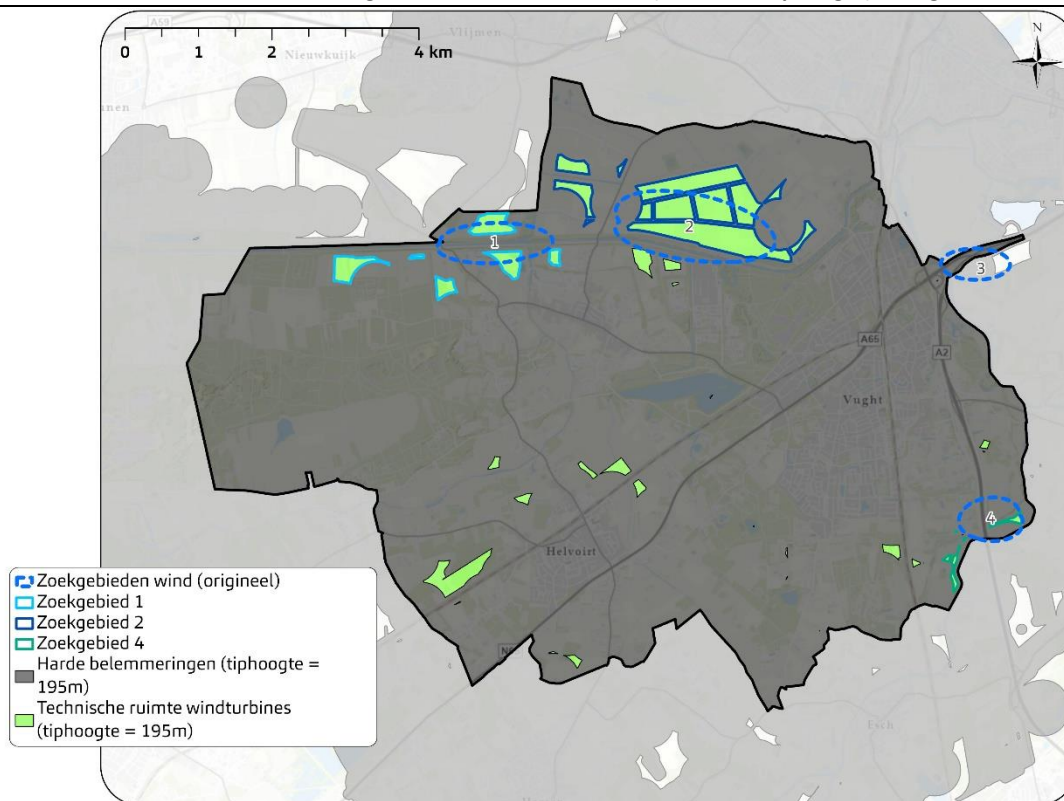 A59
Vlijmen
Nieuwkuijk
0 1 2 4 km
N
1
2
3
A65
A2
Vught
4
Helvoirt
Esch
Zoekgebieden wind (origineel)
Zoekgebied 1
Zoekgebied 2
Zoekgebied 4
Harde belemmeringen (tiphoogte =
195m)
Technische ruimte windturbines
(tiphoogte = 195m)